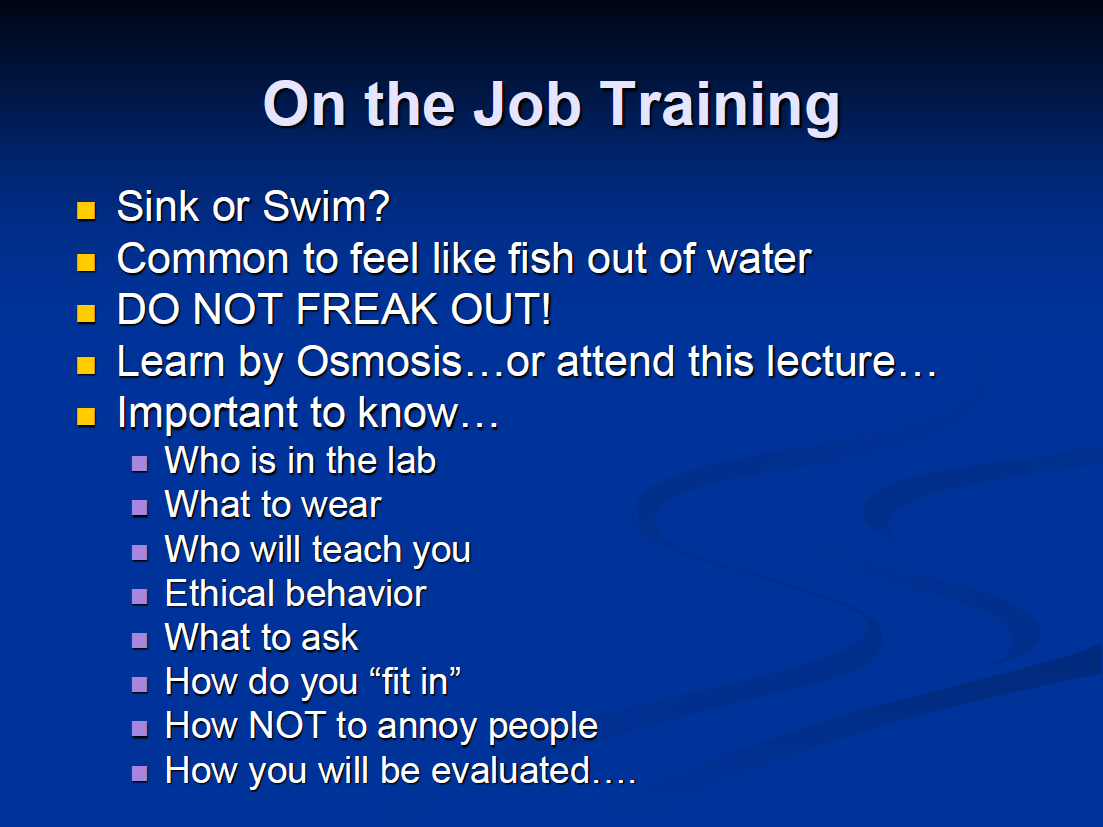 On the Job Training
Sink or Swim?
Common to feel like fish out of water
DO NOT FREAK OUT!
Learn by Osmosis…or attend this lecture…
Important to know…
Who is in the lab
What to wear
Who will teach you
Ethical behavior
What to ask
How do you “fit in”
How NOT to annoy people
How you will be evaluated….